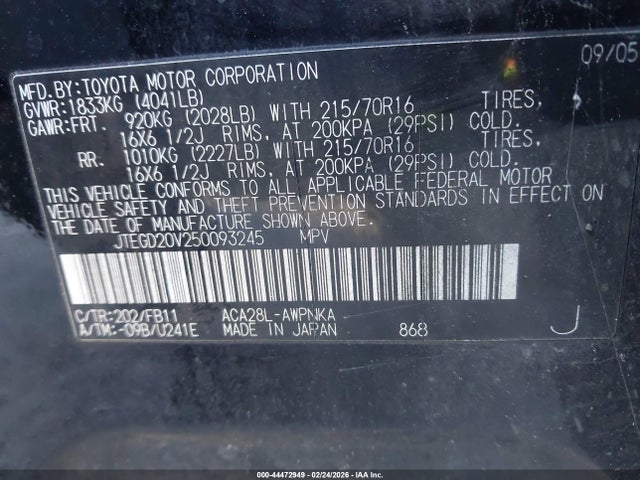 09/05
MFD.BY:TOYOTA MOTOR CORPORATION
GVWR:1833KG (4041LB)
GAWR:FRT. 920KG (2028LB) WITH 215/70R16 TIRES,
16X6 1/2J RIMS, AT 200KPA (29PSI) COLD.
RR. 1010KG (2227LB) WITH 215/70R16 TIRES,
16X6 1/2J RIMS, AT 200KPA (29PSI) COLD.
THIS VEHICLE CONFORMS TO ALL APPLICABLE FEDERAL MOTOR
VEHICLE SAFETY AND THEFT PREVENTION STANDARDS IN EFFECT ON
THE DATE OF MANUFACTURE SHOWN ABOVE.
JTEGD20V250093245 MPV
C/TR:202/FB11 ACA28L-AWPNKA
A/TM:-09B/U241E MADE IN JAPAN 868 J
000-44472949 - 02/24/2026 - IAA Inc.